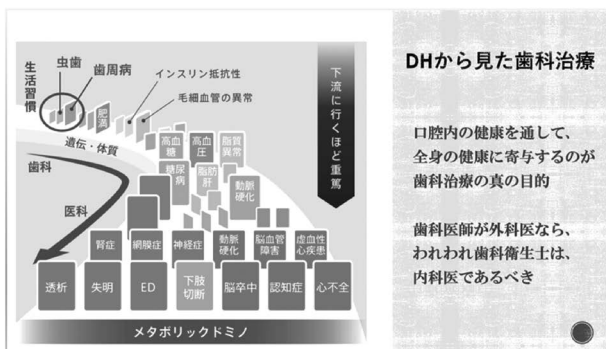 DHから見た歯科治療
口腔内の健康を通して、
全身の健康に寄与するのが
歯科治療の真の目的
歯科医師が外科医なら、
われわれ歯科衛生士は、
内科医であるべき
生活習慣
虫歯
歯周病
肥満
インスリン抵抗性
毛細血管の異常
遺伝・体質
下流に行くほど重篤
歯科
医科
高血糖
高血圧
脂質異常
糖尿病
脂肪肝
動脈硬化
腎症
網膜症
神経症
動脈硬化
脳血管障害
虚血性心疾患
透析
失明
ED
下肢切断
脳卒中
認知症
心不全
メタボリックドミノ